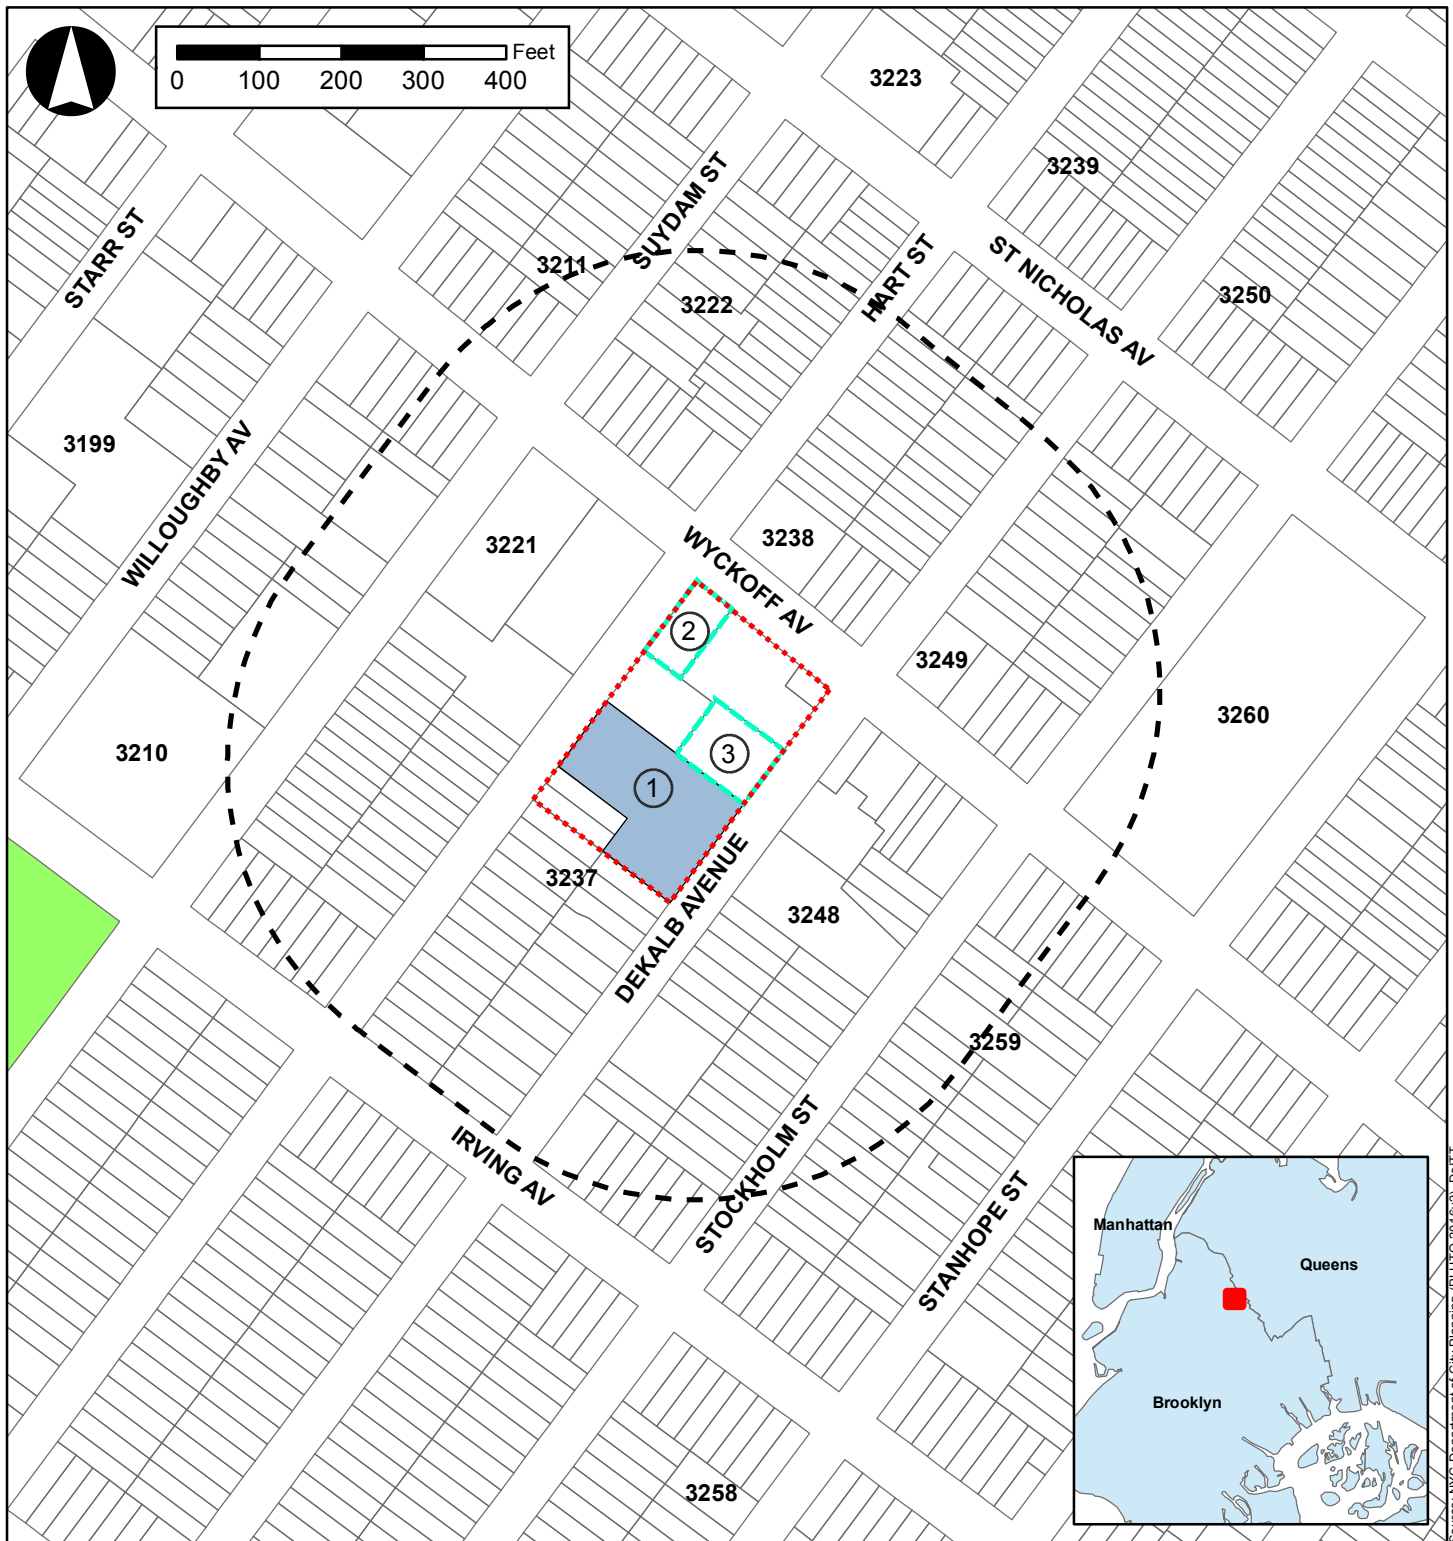 Feet
0 100 200 300 400
3223
3239
SUYDAM ST
STARR ST
HART ST
ST NICHOLAS AV
3211
3222
3250
3199
WILLOUGHBY AV
3221
3238
WYCKOFF AV
2
3249
3260
3210
3
1
3237
DEKALB AVENUE
3248
3259
IRVING AV
STOCKHOLM ST
STANHOPE ST
Manhattan
Queens
Brooklyn
3258